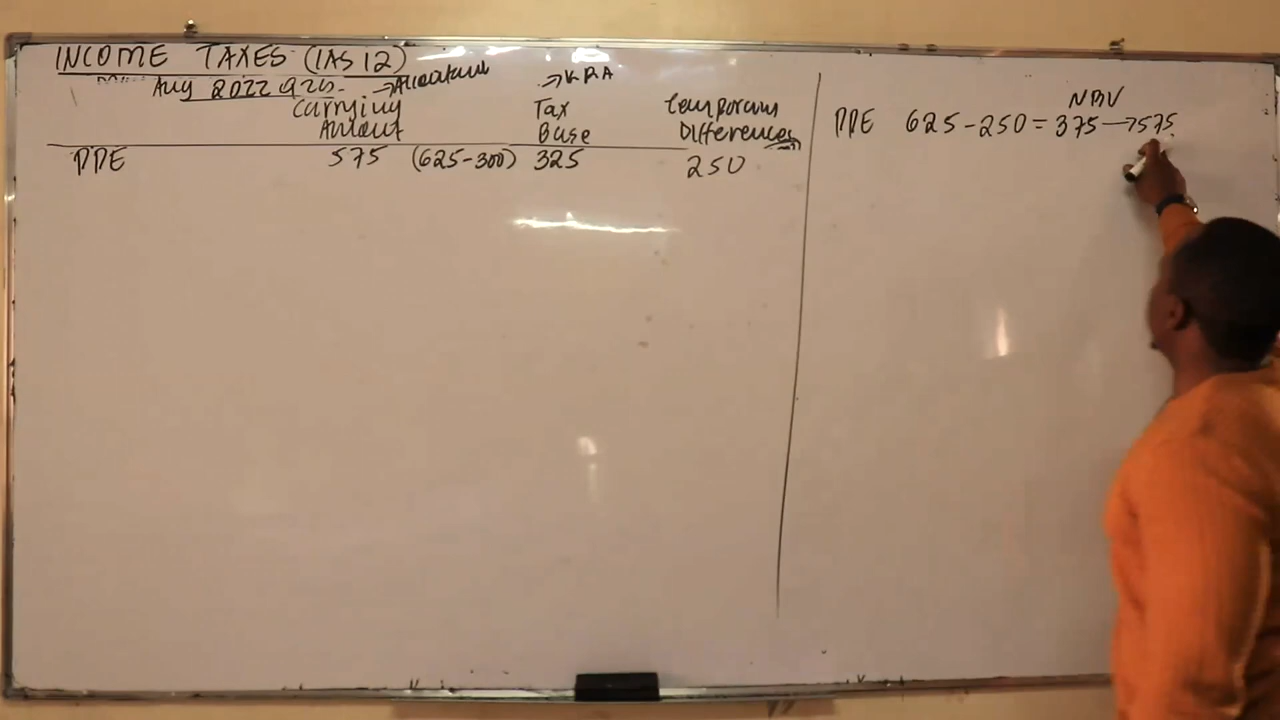 INCOME TAXES (IAS 12)
Aug 2022 Q2b
Carrying Amount
→KRA
Tax Base
Temporary Differences
PPE 575 (625-300) 325 250
NBV
PPE 625-250 = 375 → 575